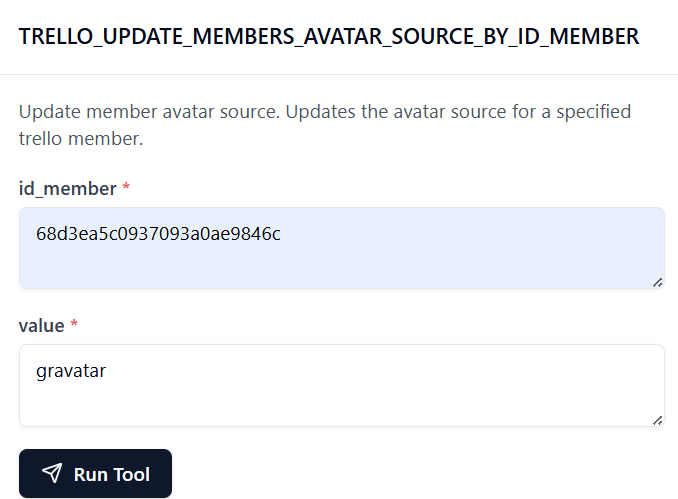 TRELLO_UPDATE_MEMBERS_AVATAR_SOURCE_BY_ID_MEMBER
Update member avatar source. Updates the avatar source for a specified
trello member.
id_member *
68d3ea5c0937093a0ae9846c
value *
gravatar
Run Tool